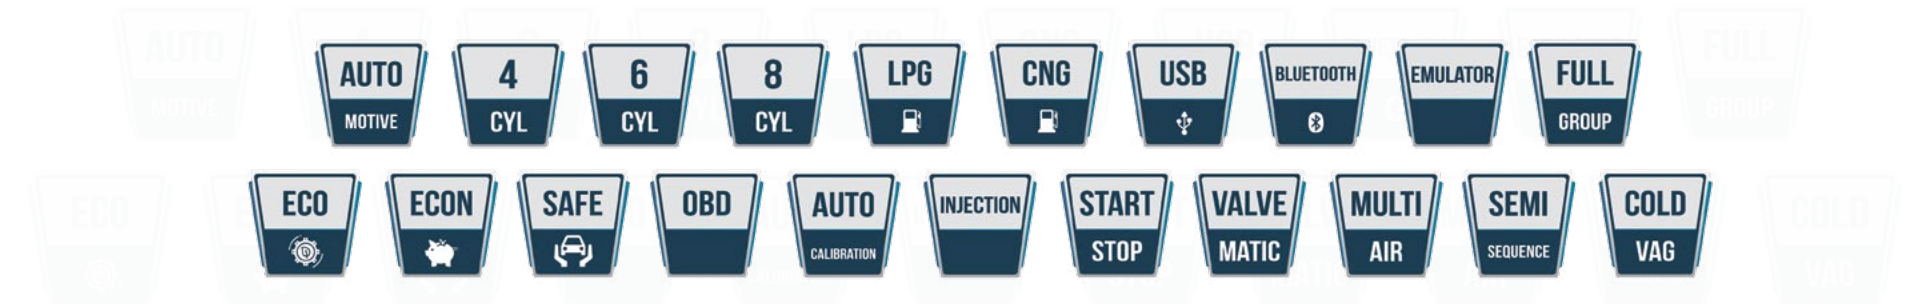 AUTO 4 6 8 LPG CNG USB BLUETOOTH EMULATOR FULL
MOTIVE CYL CYL CYL GROUP
ECO ECON SAFE OBD AUTO INJECTION START VALVE MULTI SEMI COLD
CALIBRATION STOP MATIC AIR SEQUENCE VAG